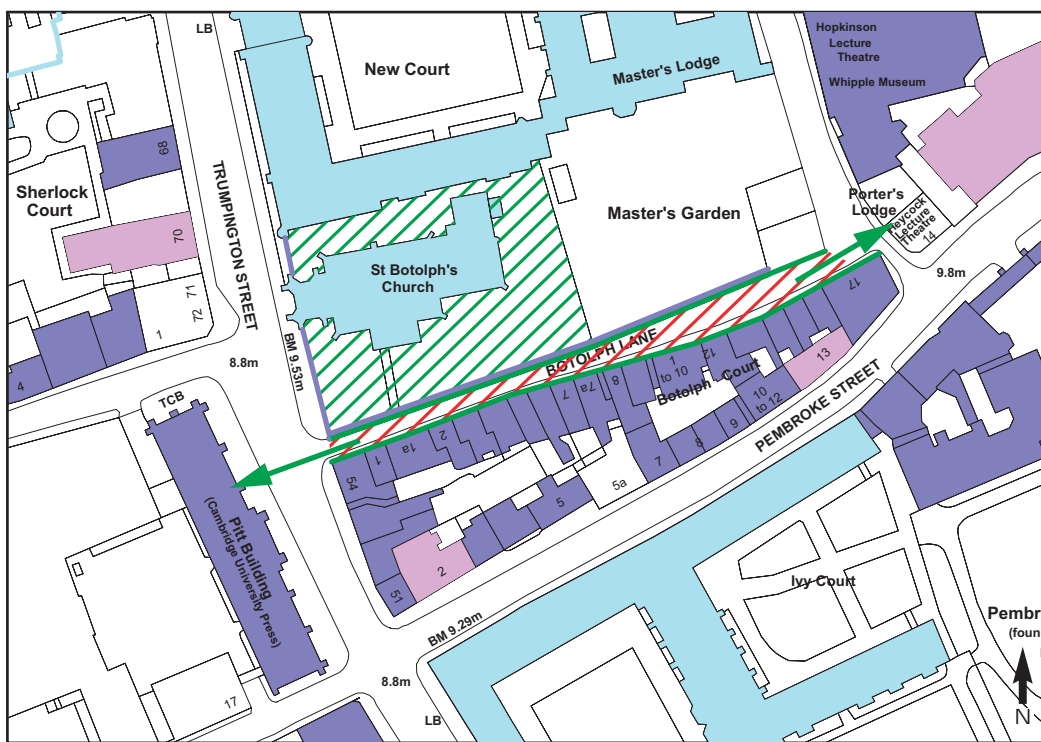 LB
New Court
Master's Lodge
Hopkinson
Lecture
Theatre
Whipple Museum
68
Sherlock
Court
TRUMPINGTON STREET
70
Master's Garden
Porter's
Lodge
Heycock
Lecture
Theatre
14
St Botolph's
Church
9.8m
17
71
72
1
4
8.8m
BM 9.53m
BOTOLPH LANE
TCB
1
to 10
12
13
7
7a
8
Botolph Court
10
to 12
PEMBROKE STREET
1
1a
2
54
9
8
7
5a
5
2
51
Pitt Building
(Cambridge University Press)
Ivy Court
BM 9.29m
Pembr
(foun
8.8m
17
LB
N